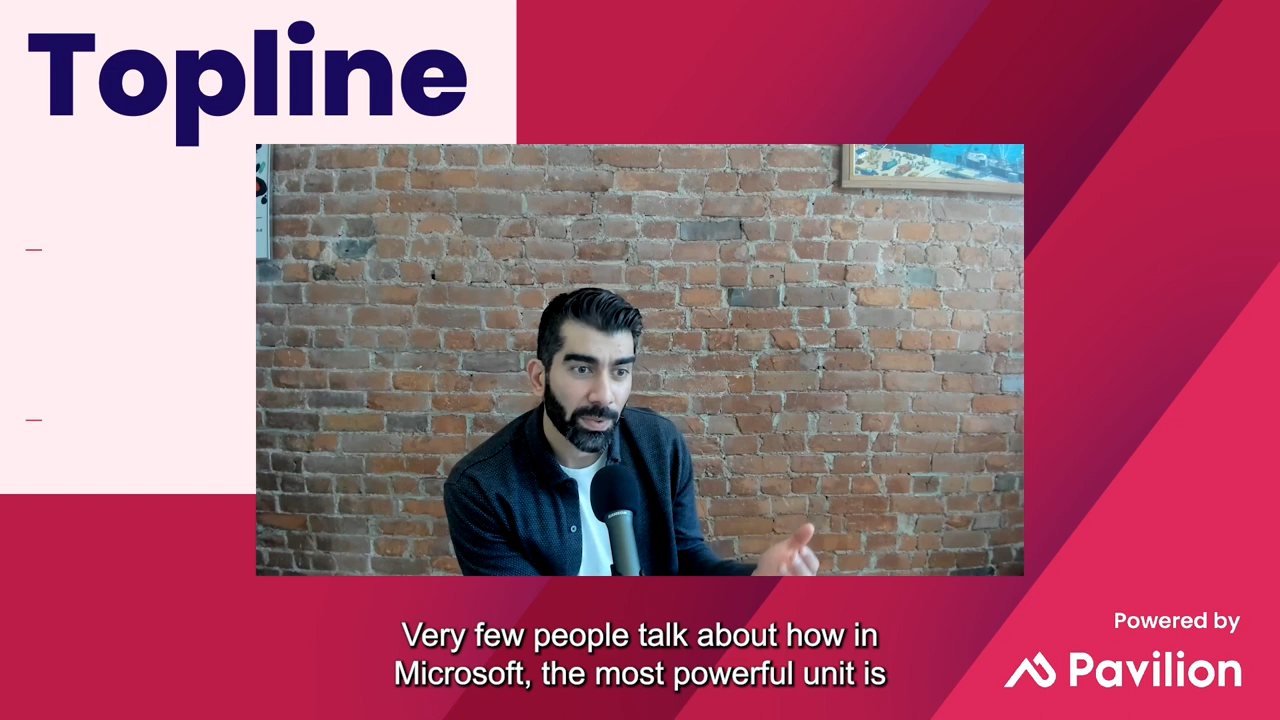 Topline
Very few people talk about how in
Microsoft, the most powerful unit is
Powered by
Pavilion